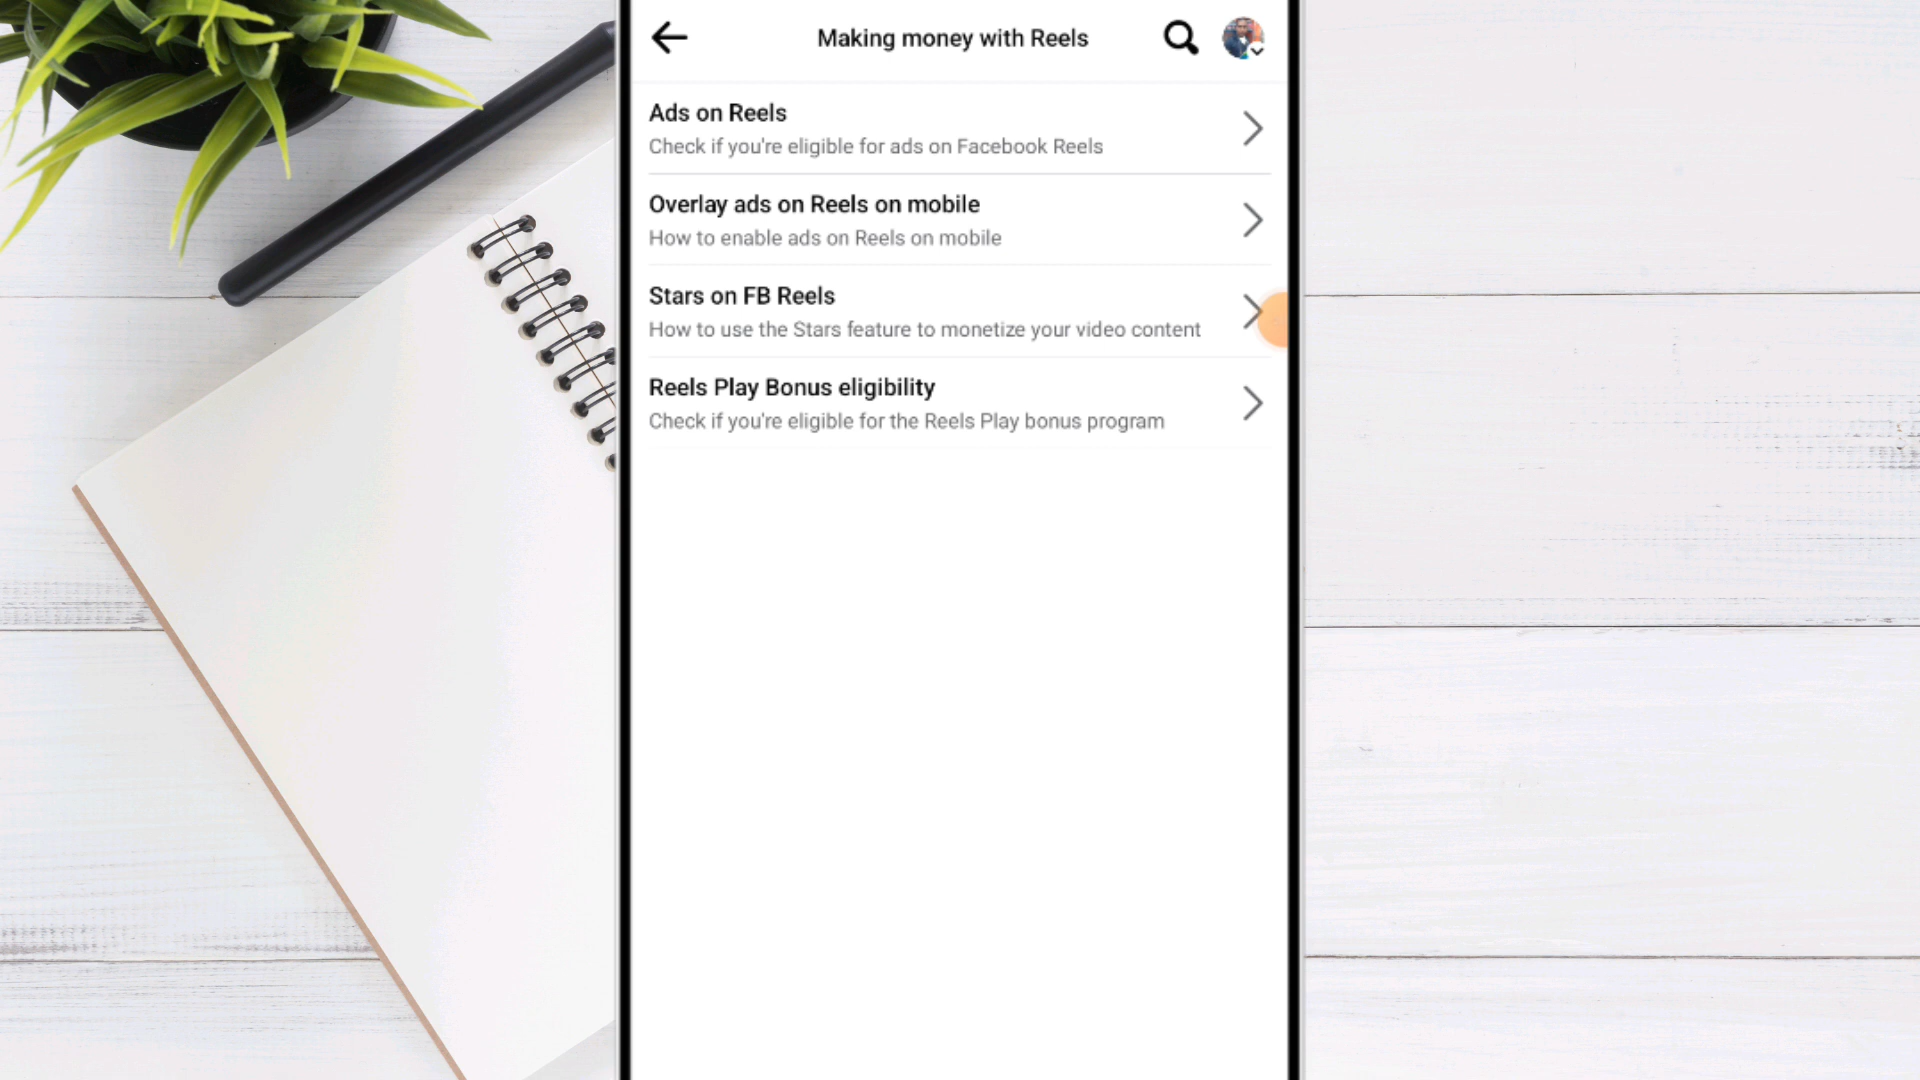 Making money with Reels
Ads on Reels
Check if you're eligible for ads on Facebook Reels
Overlay ads on Reels on mobile
How to enable ads on Reels on mobile
Stars on FB Reels
How to use the Stars feature to monetize your video content
Reels Play Bonus eligibility
Check if you're eligible for the Reels Play bonus program